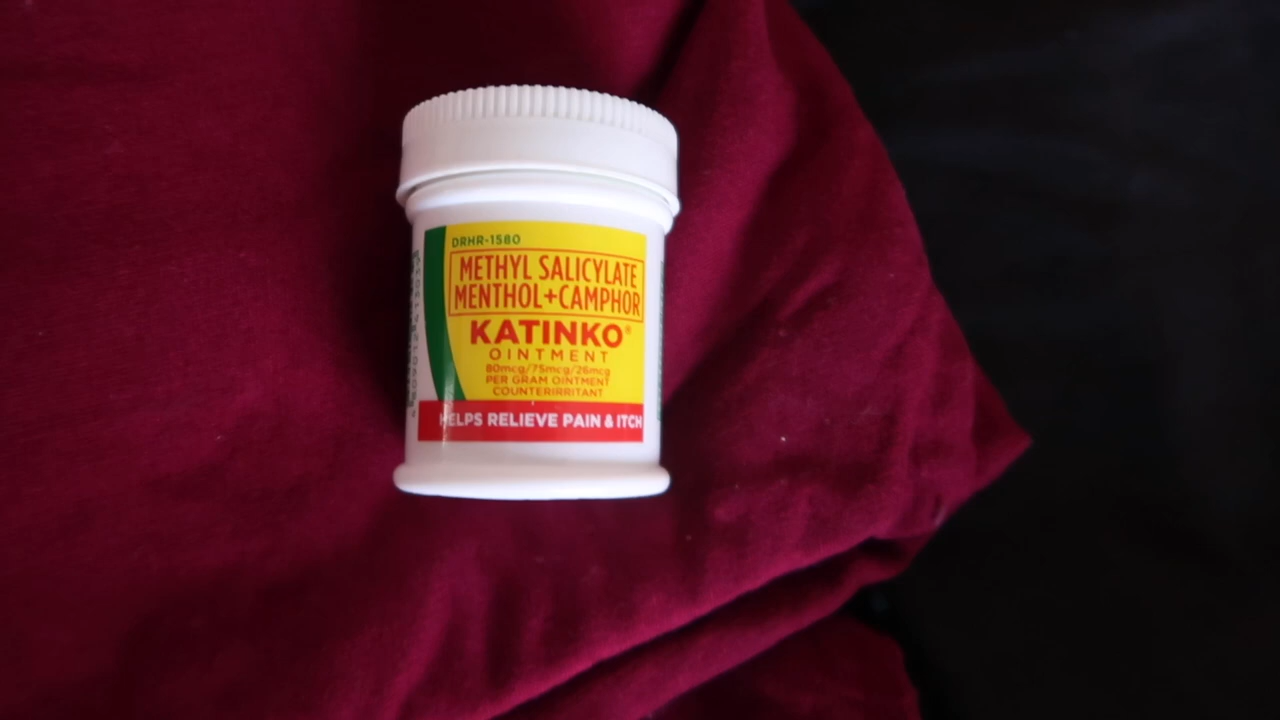 DRHR-1580
METHYL SALICYLATE
MENTHOL+CAMPHOR
KATINKO®
OINTMENT
80mcg/75mcg/26mcg
PER GRAM OINTMENT
COUNTERIRRITANT
HELPS RELIEVE PAIN & ITCH